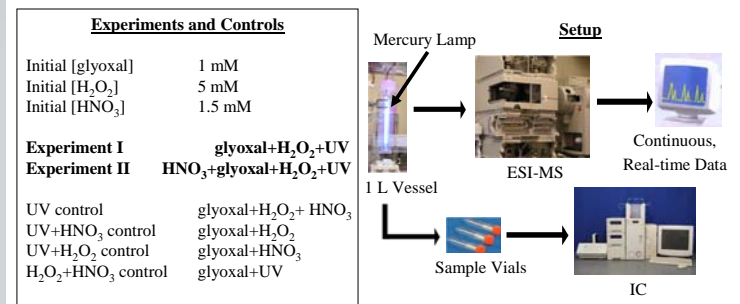 Experiments and Controls
Initial [glyoxal] 1 mM
Initial [H₂O₂] 5 mM
Initial [HNO₃] 1.5 mM
Experiment I glyoxal+H₂O₂+UV
Experiment II HNO₃+glyoxal+H₂O₂+UV
UV control glyoxal+H₂O₂+ HNO₃
UV+HNO₃ control glyoxal+H₂O₂
UV+H₂O₂ control glyoxal+HNO₃
H₂O₂+HNO₃ control glyoxal+UV
Setup
Mercury Lamp
1 L Vessel
ESI-MS
Continuous,
Real-time Data
Sample Vials
IC